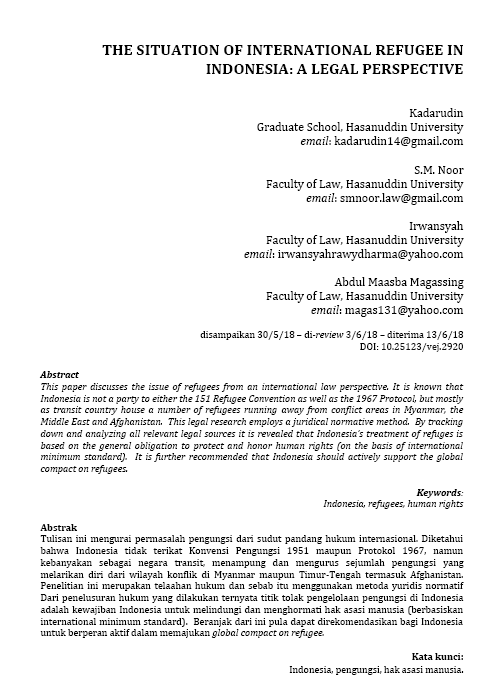 THE SITUATION OF INTERNATIONAL REFUGEE IN
INDONESIA: A LEGAL PERSPECTIVE
Kadarudin
Graduate School, Hasanuddin University
email: kadarudin14@gmail.com
S.M. Noor
Faculty of Law, Hasanuddin University
email: smnoor.law@gmail.com
Irwansyah
Faculty of Law, Hasanuddin University
email: irwansyahrawydharma@yahoo.com
Abdul Maasba Magassing
Faculty of Law, Hasanuddin University
email: magas131@yahoo.com
disampaikan 30/5/18 – di-review 3/6/18 – diterima 13/6/18
DOI: 10.25123/vej.2920
Abstract
This paper discusses the issue of refugees from an international law perspective. It is known that
Indonesia is not a party to either the 151 Refugee Convention as well as the 1967 Protocol, but mostly
as transit country house a number of refugees running away from conflict areas in Myanmar, the
Middle East and Afghanistan. This legal research employs a juridical normative method. By tracking
down and analyzing all relevant legal sources it is revealed that Indonesia's treatment of refuges is
based on the general obligation to protect and honor human rights (on the basis of international
minimum standard). It is further recommended that Indonesia should actively support the global
compact on refugees.
Keywords:
Indonesia, refugees, human rights
Abstrak
Tulisan ini mengurai permasalah pengungsi dari sudut pandang hukum internasional. Diketahui
bahwa Indonesia tidak terikat Konvensi Pengungsi 1951 maupun Protokol 1967, namun
kebanyakan sebagai negara transit, menampung dan mengurus sejumlah pengungsi yang
melarikan diri dari wilayah konflik di Myanmar maupun Timur-Tengah termasuk Afghanistan.
Penelitian ini merupakan telaahan hukum dan sebab itu menggunakan metoda yuridis normatif
Dari penelusuran hukum yang dilakukan ternyata titik tolak pengelolaan pengungsi di Indonesia
adalah kewajiban Indonesia untuk melindungi dan menghormati hak asasi manusia (berbasiskan
international minimum standard). Beranjak dari ini pula dapat direkomendasikan bagi Indonesia
untuk berperan aktif dalam memajukan global compact on refugee.
Kata kunci:
Indonesia, pengungsi, hak asasi manusia.